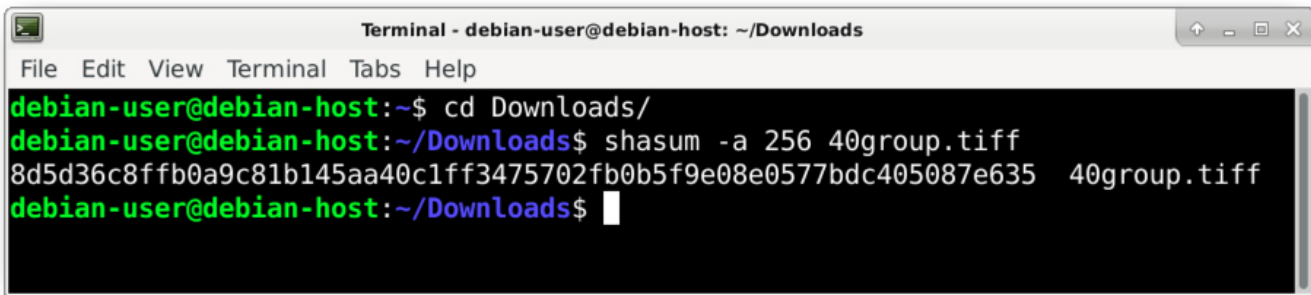 Terminal - debian-user@debian-host: ~/Downloads
File Edit View Terminal Tabs Help
debian-user@debian-host:~$ cd Downloads/
debian-user@debian-host:~/Downloads$ shasum -a 256 40group.tiff
8d5d36c8ffb0a9c81b145aa40c1ff3475702fb0b5f9e08e0577bdc405087e635  40group.tiff
debian-user@debian-host:~/Downloads$